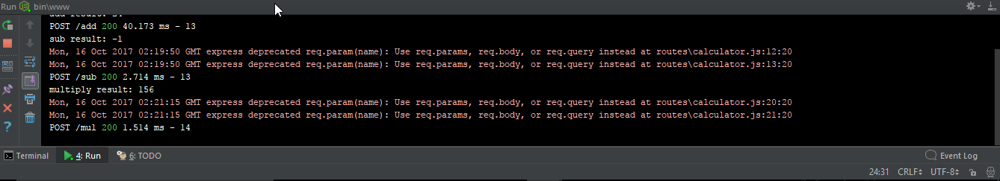 Run bin\www
POST /add 200 40.173 ms - 13
sub result: -1
Mon, 16 Oct 2017 02:19:50 GMT express deprecated req.param(name): Use req.params, req.body, or req.query instead at routes\calculator.js:12:20
Mon, 16 Oct 2017 02:19:50 GMT express deprecated req.param(name): Use req.params, req.body, or req.query instead at routes\calculator.js:13:20
POST /sub 200 2.714 ms - 13
multiply result: 156
Mon, 16 Oct 2017 02:21:15 GMT express deprecated req.param(name): Use req.params, req.body, or req.query instead at routes\calculator.js:20:20
Mon, 16 Oct 2017 02:21:15 GMT express deprecated req.param(name): Use req.params, req.body, or req.query instead at routes\calculator.js:21:20
POST /mul 200 1.514 ms - 14
Terminal 4: Run 6: TODO Event Log
24:31 CRLF UTF-8